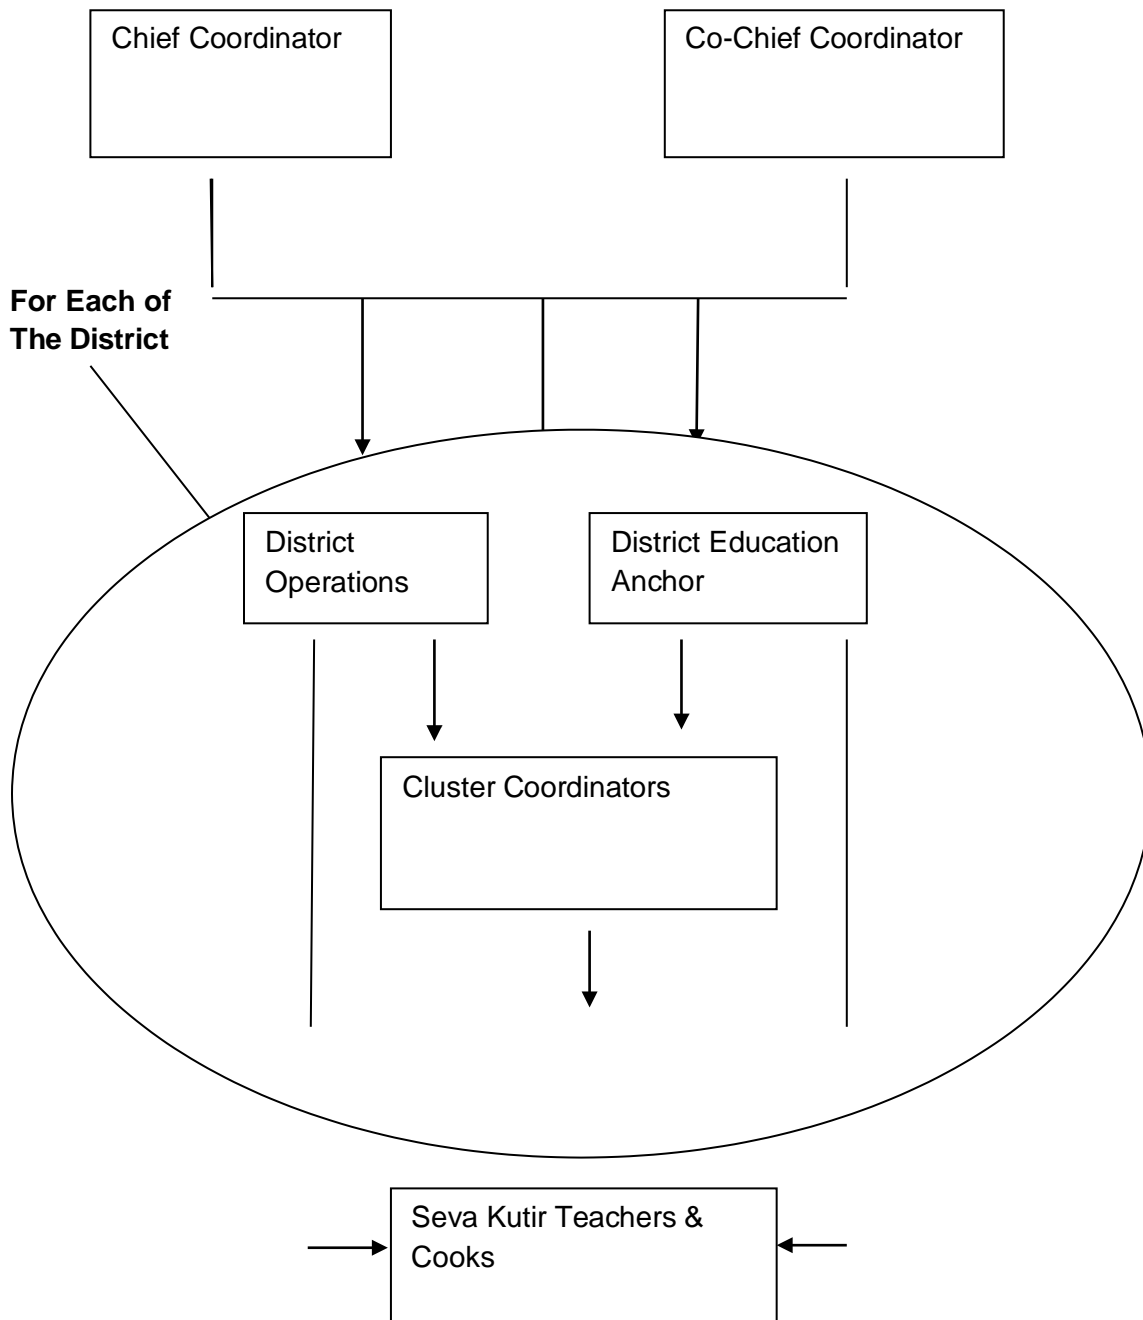 Chief Coordinator
Co-Chief Coordinator
For Each of
The District
District
Operations
District Education
Anchor
Cluster Coordinators
Seva Kutir Teachers &
Cooks